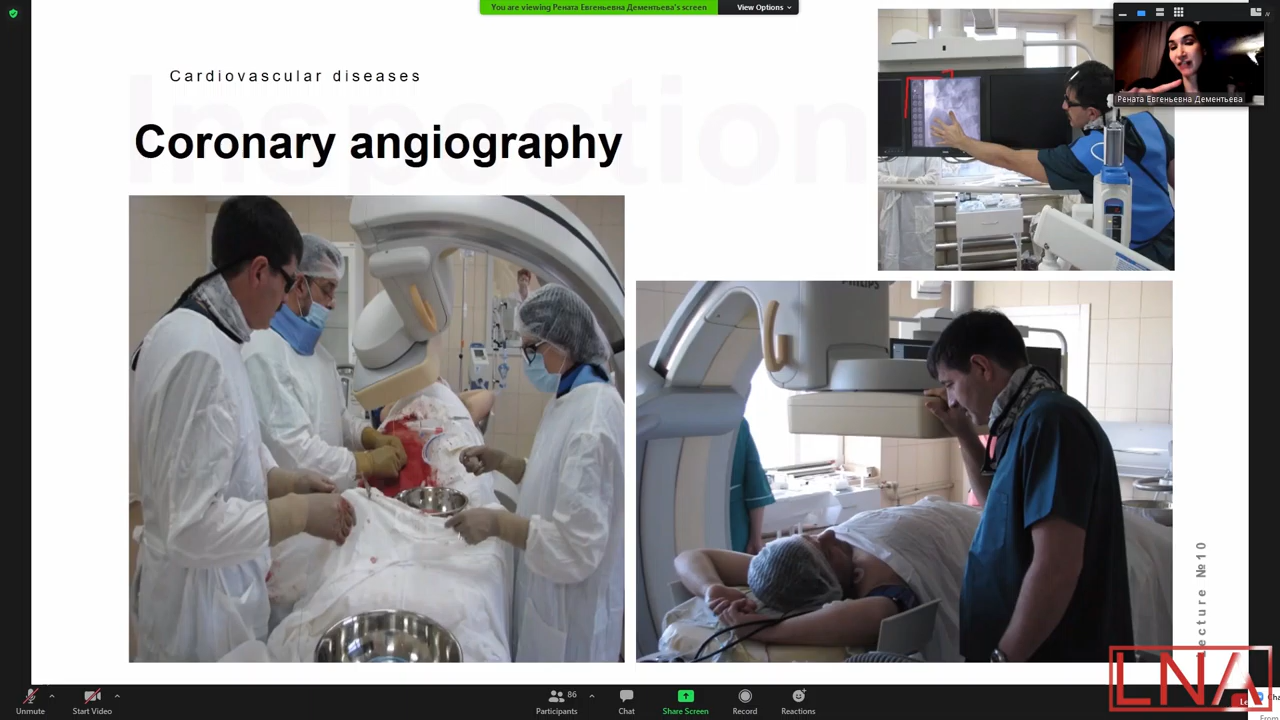 You are viewing Рената Евгеньевна Дементьева's screen
View Options
Рената Евгеньевна Дементьева
Cardiovascular diseases
Inspection
Coronary angiography
PHILIPS
Lecture №10
LNA
Unmute
Start Video
86
Participants
Chat
Share Screen
Record
Reactions